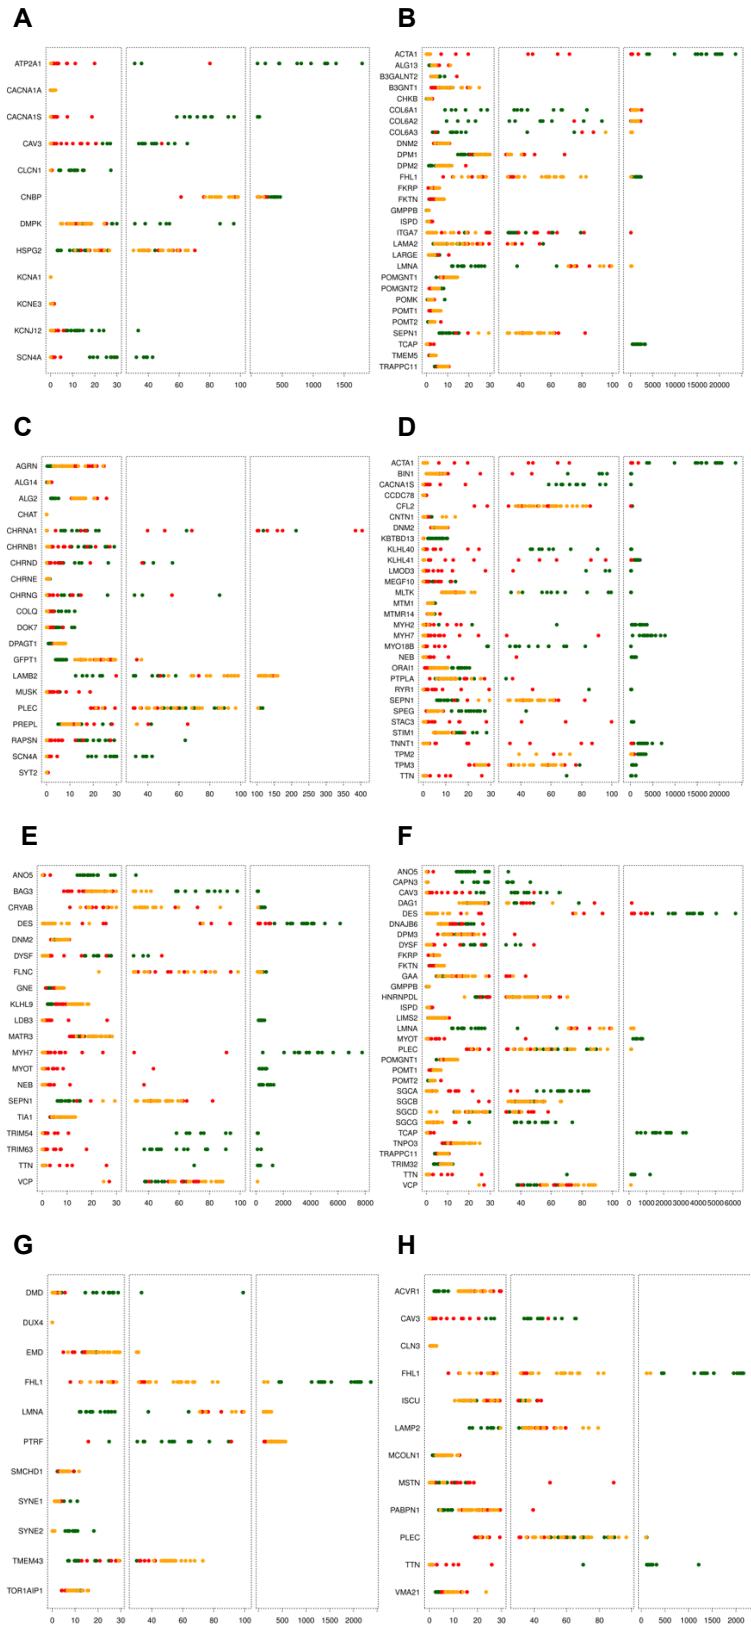 A
ATP2A1
CACNA1A
CACNA1S
CAV3
CLCN1
CNBP
DMPK
HSPG2
KCNA1
KCNE3
KCNJ12
SCN4A
0 10 20 30 40 60 80 100 500 1000 1500
B
ACTA1
ALG13
B3GALNT2
B3GNT1
CHKB
COL6A1
COL6A2
COL6A3
DNM2
DPM1
DPM2
FHL1
FKRP
FKTN
GMPPB
ISPD
ITGA7
LAMA2
LARGE
LMNA
POMGNT1
POMGNT2
POMK
POMT1
POMT2
SEPN1
TCAP
TMEM5
TRAPPC11
0 10 20 30 40 60 80 100 0 5000 10000 15000 20000
C
AGRN
ALG14
ALG2
CHAT
CHRNA1
CHRNB1
CHRND
CHRNE
CHRNG
COLQ
DOK7
DPAGT1
GFPT1
LAMB2
MUSK
PLEC
PREPL
RAPSN
SCN4A
SYT2
0 10 20 30 40 60 80 100 100 150 200 250 300 350 400
D
ACTA1
BIN1
CACNA1S
CCDC78
CFL2
CNTN1
DNM2
KBTBD13
KLHL40
KLHL41
LMOD3
MEGF10
MLTK
MTM1
MTMR14
MYH2
MYH7
MYO18B
NEB
ORAI1
PTPLA
RYR1
SEPN1
SPEG
STAC3
STIM1
TNNT1
TPM2
TPM3
TTN
0 10 20 30 40 60 80 100 0 5000 10000 15000 20000
E
ANO5
BAG3
CRYAB
DES
DNM2
DYSF
FLNC
GNE
KLHL9
LDB3
MATR3
MYH7
MYOT
NEB
SEPN1
TIA1
TRIM54
TRIM63
TTN
VCP
0 10 20 30 40 60 80 100 0 2000 4000 6000 8000
F
ANO5
CAPN3
CAV3
DAG1
DES
DNAJB6
DPM3
DYSF
FKRP
FKTN
GAA
GMPPB
HNRNPDL
ISPD
LIMS2
LMNA
MYOT
PLEC
POMGNT1
POMT1
POMT2
SGCA
SGCB
SGCD
SGCG
TCAP
TNPO3
TRAPPC11
TRIM32
TTN
VCP
0 10 20 30 40 60 80 100 0 1000 2000 3000 4000 5000 6000
G
DMD
DUX4
EMD
FHL1
LMNA
PTRF
SMCHD1
SYNE1
SYNE2
TMEM43
TOR1AIP1
0 10 20 30 40 60 80 100 500 1000 1500 2000
H
ACVR1
CAV3
CLN3
FHL1
ISCU
LAMP2
MCOLN1
MSTN
PABPN1
PLEC
TTN
VMA21
0 10 20 30 40 60 80 0 500 1000 1500 2000